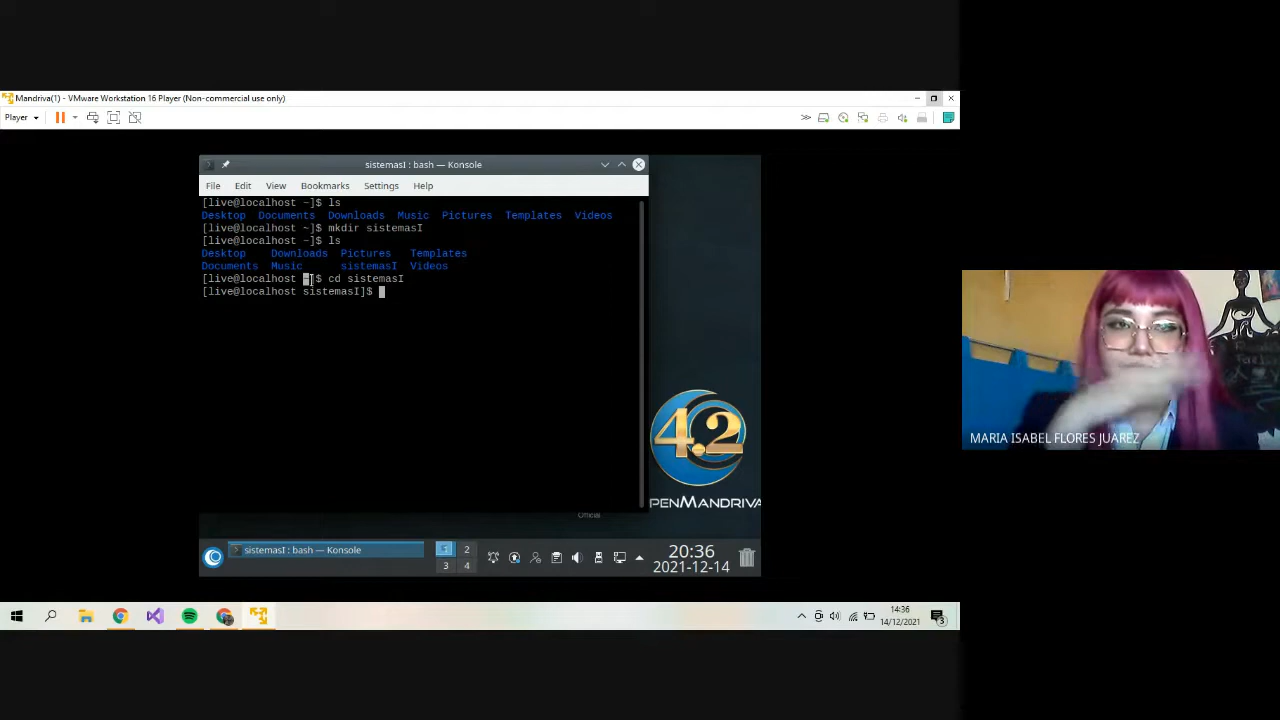 Mandriva(1) - VMware Workstation 16 Player (Non-commercial use only)
Player
sistemasI : bash — Konsole
File Edit View Bookmarks Settings Help
[live@localhost ~]$ ls
Desktop Documents Downloads Music Pictures Templates Videos
[live@localhost ~]$ mkdir sistemasI
[live@localhost ~]$ ls
Desktop Downloads Pictures Templates
Documents Music sistemasI Videos
[live@localhost ~]$ cd sistemasI
[live@localhost sistemasI]$
4.2
PENMANDRIVA
Official
MARIA ISABEL FLORES JUAREZ
sistemasI : bash — Konsole
1 2
3 4
20:36
2021-12-14
14:36
14/12/2021
3